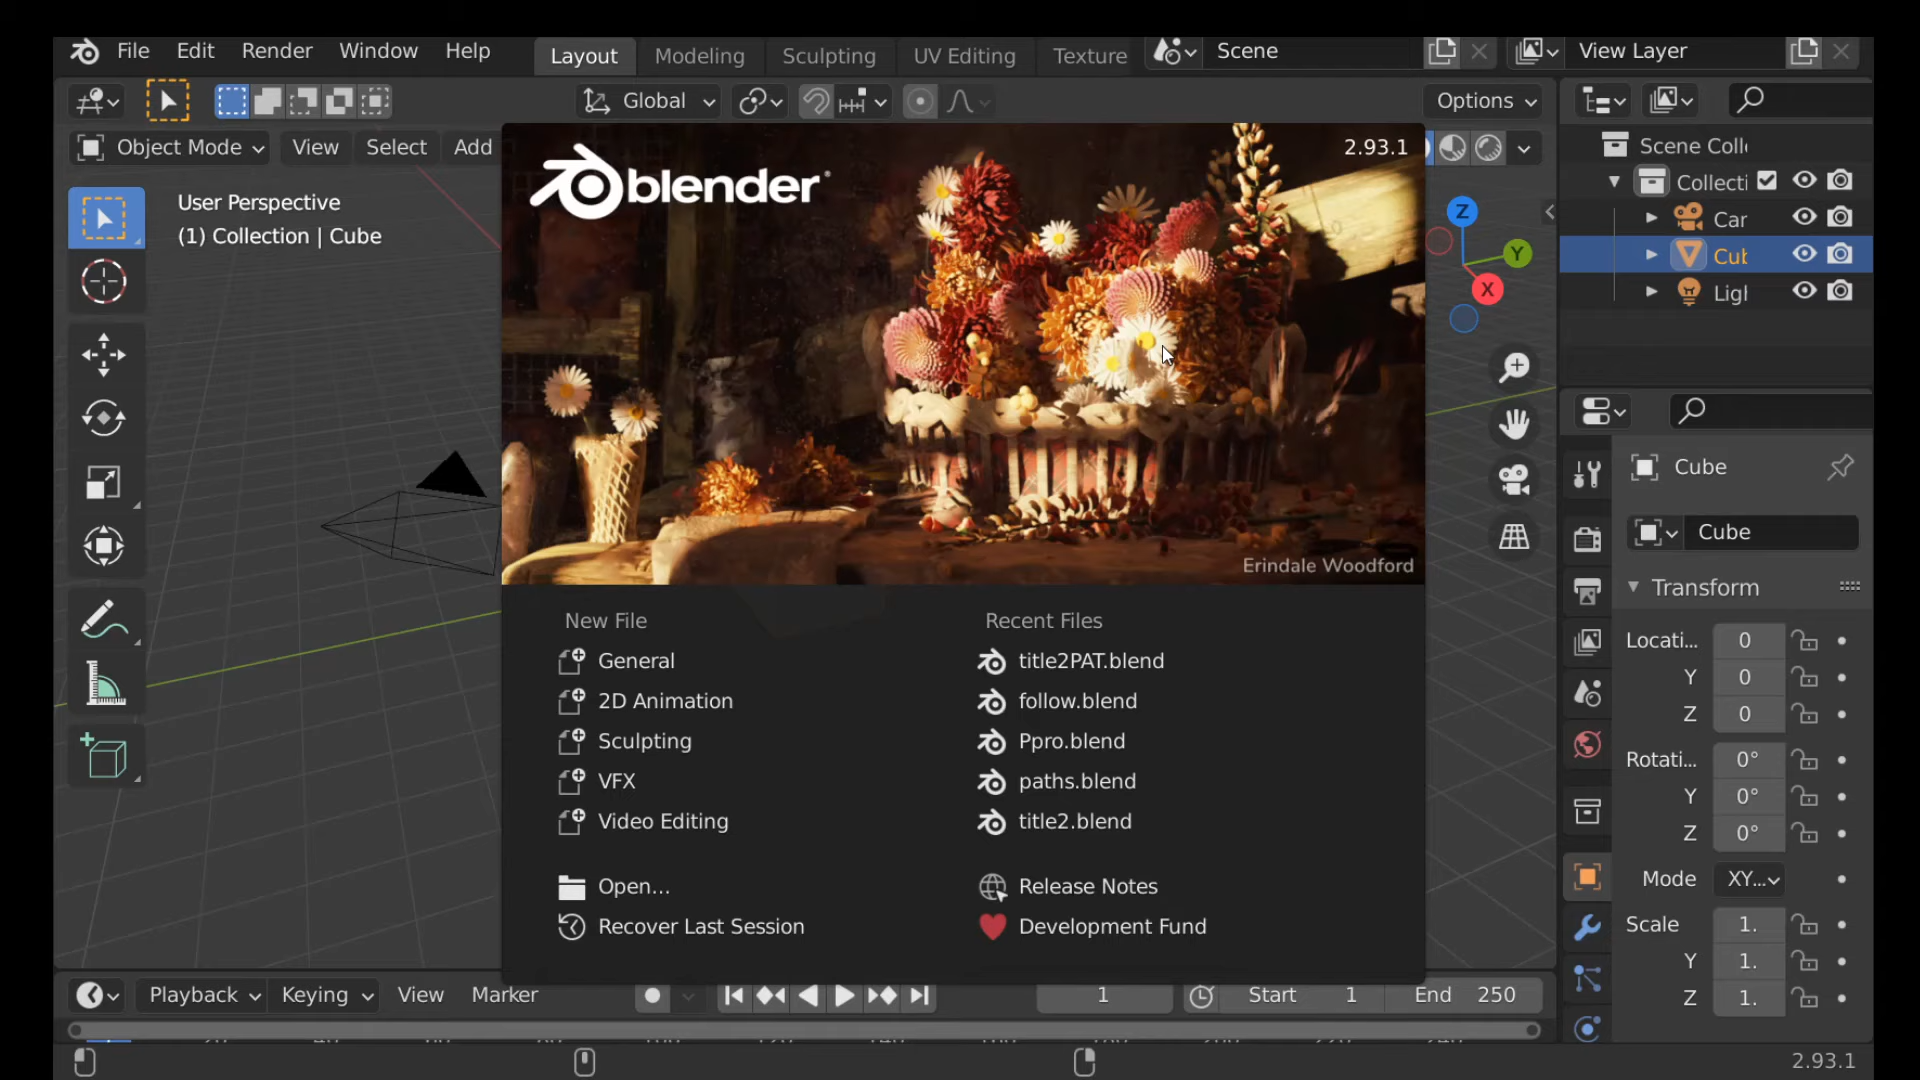 File Edit Render Window Help Layout Modeling Sculpting UV Editing Texture Scene View Layer
Global Options
Object Mode View Select Add
Scene Coll
Collecti
User Perspective
(1) Collection | Cube
blender
2.93.1
Z
Y
X
Erindale Woodford
New File
General
2D Animation
Sculpting
VFX
Video Editing
Open...
Recover Last Session
Recent Files
title2PAT.blend
follow.blend
Ppro.blend
paths.blend
title2.blend
Release Notes
Development Fund
Cube
Cube
Transform
Locati... 0
Y 0
Z 0
Rotati... 0°
Y 0°
Z 0°
Mode XY...
Scale 1.
Y 1.
Z 1.
Playback Keying View Marker 1 Start 1 End 250
2.93.1